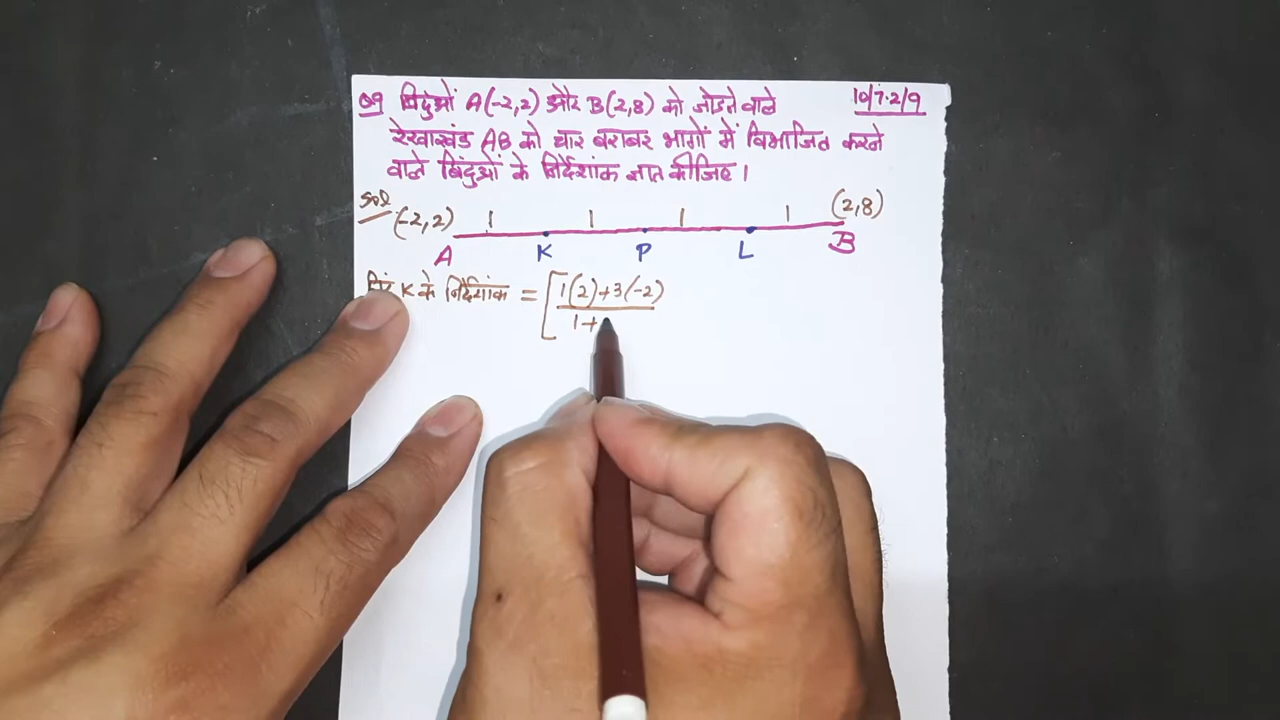 Q9 बिंदुओं A(-2,2) और B(2,8) को जोड़ने वाले 10/7.2/9
रेखाखंड AB को चार बराबर भागों में विभाजित करने
वाले बिंदुओं के निर्देशांक ज्ञात कीजिए।
Sol (-2,2) 1 1 1 1 (2,8)
A K P L B
K के निर्देशांक = [1(2)+3(-2)
1+